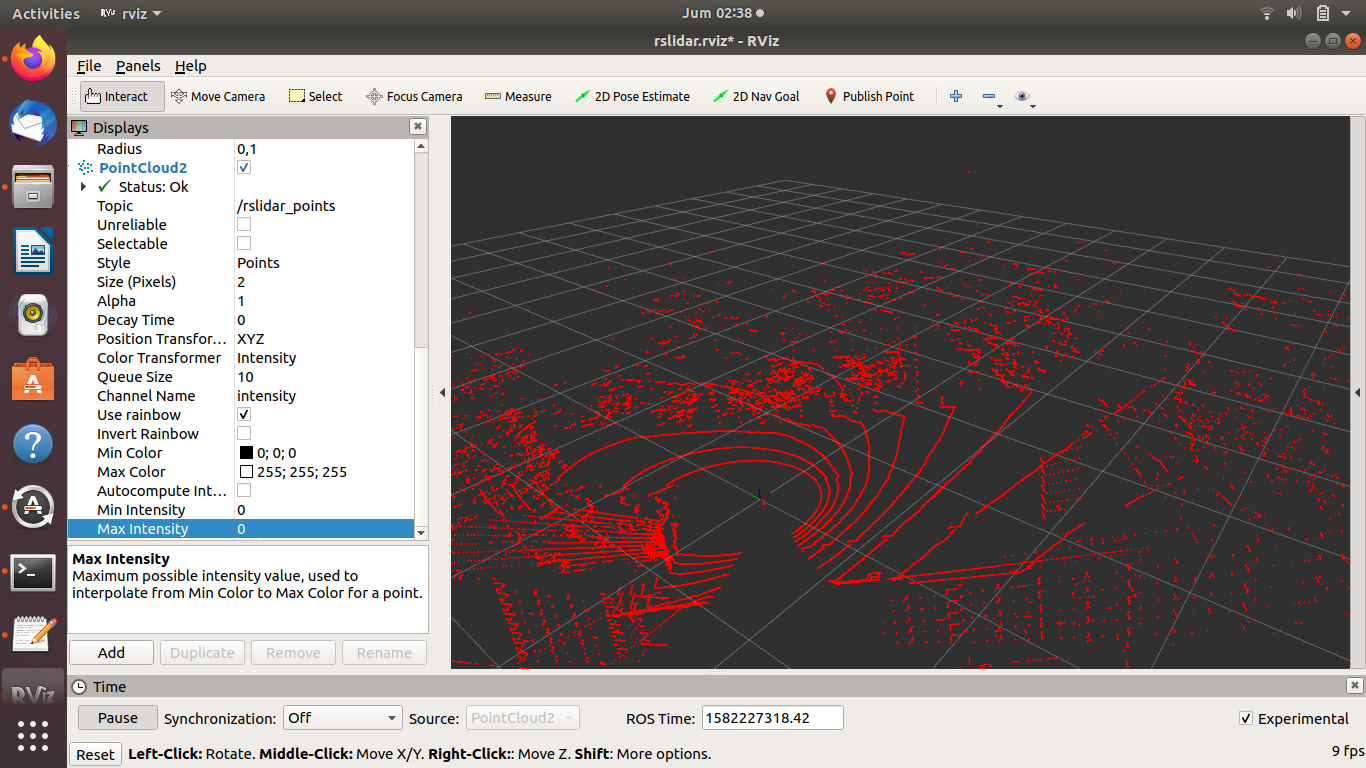 Activities RViz rviz Jum 02:38
rslidar.rviz* - RViz
File Panels Help
Interact Move Camera Select Focus Camera Measure 2D Pose Estimate 2D Nav Goal Publish Point
Displays
Radius 0,1
PointCloud2
Status: Ok
Topic /rslidar_points
Unreliable
Selectable
Style Points
Size (Pixels) 2
Alpha 1
Decay Time 0
Position Transfor... XYZ
Color Transformer Intensity
Queue Size 10
Channel Name intensity
Use rainbow
Invert Rainbow
Min Color 0; 0; 0
Max Color 255; 255; 255
Autocompute Int...
Min Intensity 0
Max Intensity 0
Max Intensity
Maximum possible intensity value, used to
interpolate from Min Color to Max Color for a point.
Add Duplicate Remove Rename
RViz
Time
Pause Synchronization: Off Source: PointCloud2 ROS Time: 1582227318.42 Experimental
Reset Left-Click: Rotate. Middle-Click: Move X/Y. Right-Click:: Move Z. Shift: More options. 9 fps